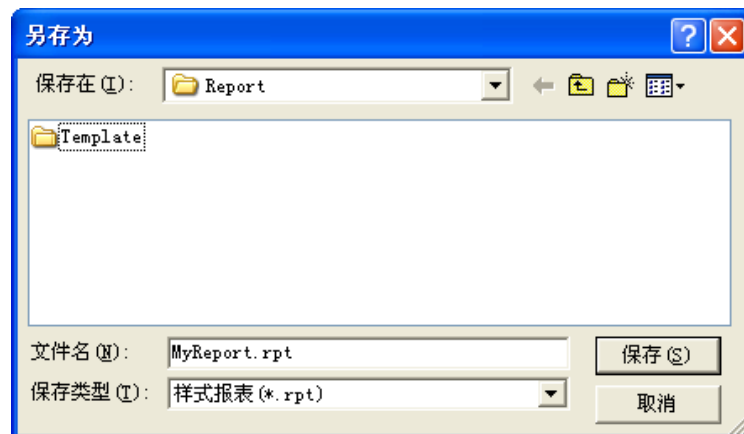 另存为
保存在(I): Report
Template
文件名(N): MyReport.rpt 保存(S)
保存类型(T): 样式报表(*.rpt) 取消